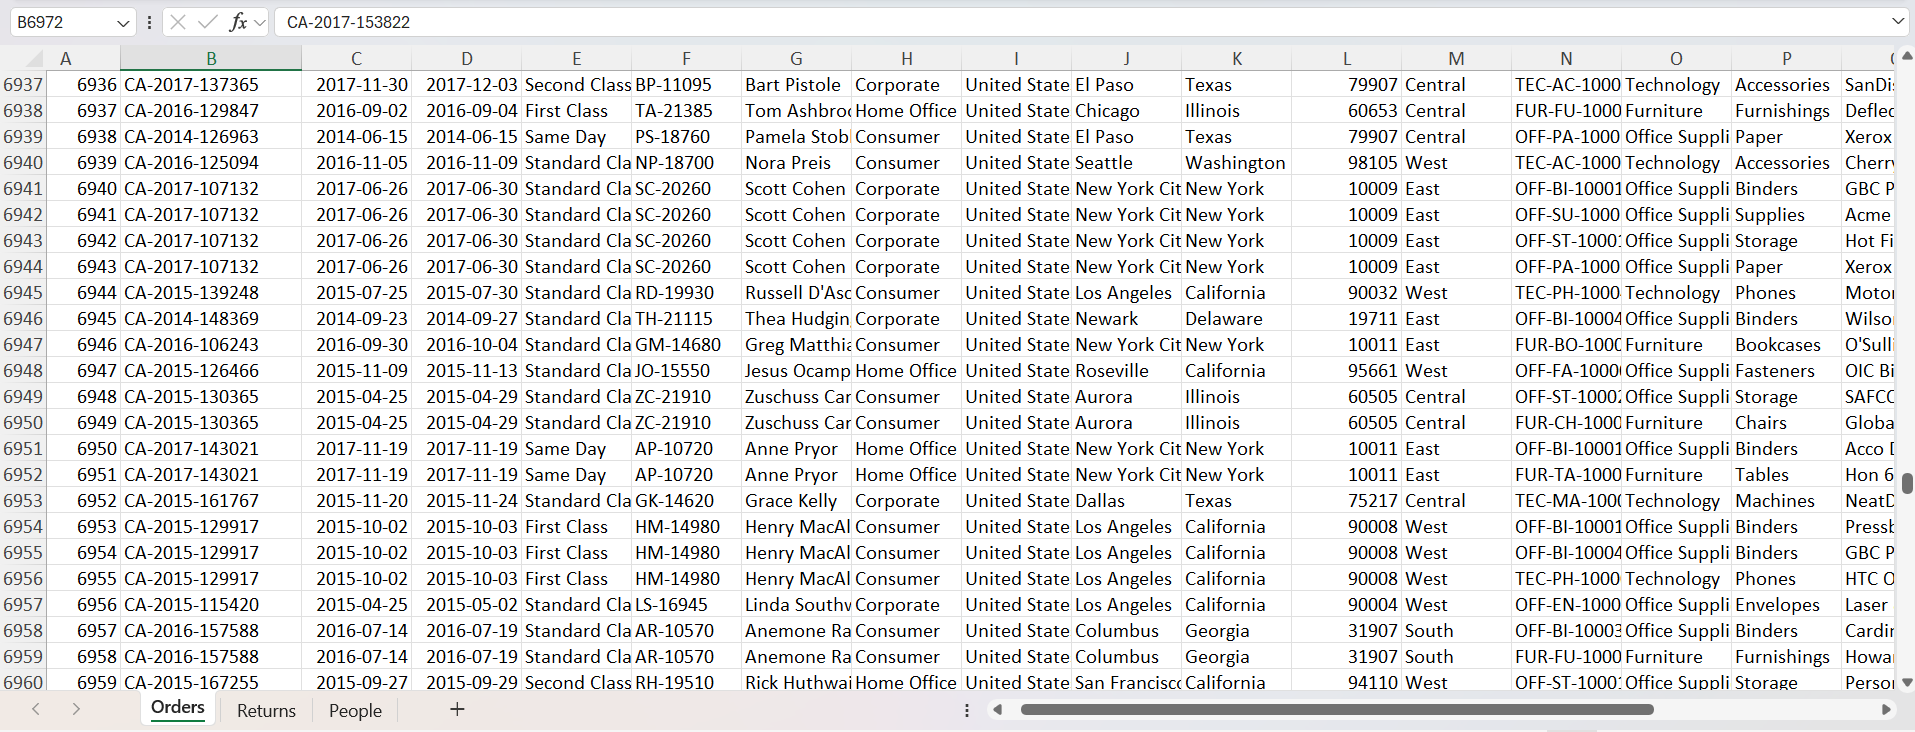 B6972 fx CA-2017-153822
A B C D E F G H I J K L M N O P
6937 6936 CA-2017-137365 2017-11-30 2017-12-03 Second Class BP-11095 Bart Pistole Corporate United State El Paso Texas 79907 Central TEC-AC-1000 Technology Accessories SanDi
6938 6937 CA-2016-129847 2016-09-02 2016-09-04 First Class TA-21385 Tom Ashbroo Home Office United State Chicago Illinois 60653 Central FUR-FU-1000 Furniture Furnishings Deflec
6939 6938 CA-2014-126963 2014-06-15 2014-06-15 Same Day PS-18760 Pamela Stob Consumer United State El Paso Texas 79907 Central OFF-PA-1000 Office Suppli Paper Xerox
6940 6939 CA-2016-125094 2016-11-05 2016-11-09 Standard Cla NP-18700 Nora Preis Consumer United State Seattle Washington 98105 West TEC-AC-1000 Technology Accessories Cherry
6941 6940 CA-2017-107132 2017-06-26 2017-06-30 Standard Cla SC-20260 Scott Cohen Corporate United State New York Cit New York 10009 East OFF-BI-10001 Office Suppli Binders GBC P
6942 6941 CA-2017-107132 2017-06-26 2017-06-30 Standard Cla SC-20260 Scott Cohen Corporate United State New York Cit New York 10009 East OFF-SU-1000 Office Suppli Supplies Acme
6943 6942 CA-2017-107132 2017-06-26 2017-06-30 Standard Cla SC-20260 Scott Cohen Corporate United State New York Cit New York 10009 East OFF-ST-10001 Office Suppli Storage Hot Fi
6944 6943 CA-2017-107132 2017-06-26 2017-06-30 Standard Cla SC-20260 Scott Cohen Corporate United State New York Cit New York 10009 East OFF-PA-1000 Office Suppli Paper Xerox
6945 6944 CA-2015-139248 2015-07-25 2015-07-30 Standard Cla RD-19930 Russell D'Asc Consumer United State Los Angeles California 90032 West TEC-PH-1000 Technology Phones Motor
6946 6945 CA-2014-148369 2014-09-23 2014-09-27 Standard Cla TH-21115 Thea Hudgin Corporate United State Newark Delaware 19711 East OFF-BI-10004 Office Suppli Binders Wilso
6947 6946 CA-2016-106243 2016-09-30 2016-10-04 Standard Cla GM-14680 Greg Matthia Consumer United State New York Cit New York 10011 East FUR-BO-1000 Furniture Bookcases O'Sulli
6948 6947 CA-2015-126466 2015-11-09 2015-11-13 Standard Cla JO-15550 Jesus Ocamp Home Office United State Roseville California 95661 West OFF-FA-1000 Office Suppli Fasteners OIC Bi
6949 6948 CA-2015-130365 2015-04-25 2015-04-29 Standard Cla ZC-21910 Zuschuss Car Consumer United State Aurora Illinois 60505 Central OFF-ST-10002 Office Suppli Storage SAFCO
6950 6949 CA-2015-130365 2015-04-25 2015-04-29 Standard Cla ZC-21910 Zuschuss Car Consumer United State Aurora Illinois 60505 Central FUR-CH-1000 Furniture Chairs Globa
6951 6950 CA-2017-143021 2017-11-19 2017-11-19 Same Day AP-10720 Anne Pryor Home Office United State New York Cit New York 10011 East OFF-BI-10001 Office Suppli Binders Acco
6952 6951 CA-2017-143021 2017-11-19 2017-11-19 Same Day AP-10720 Anne Pryor Home Office United State New York Cit New York 10011 East FUR-TA-1000 Furniture Tables Hon 6
6953 6952 CA-2015-161767 2015-11-20 2015-11-24 Standard Cla GK-14620 Grace Kelly Corporate United State Dallas Texas 75217 Central TEC-MA-1000 Technology Machines NeatD
6954 6953 CA-2015-129917 2015-10-02 2015-10-03 First Class HM-14980 Henry MacAl Consumer United State Los Angeles California 90008 West OFF-BI-10001 Office Suppli Binders Pressb
6955 6954 CA-2015-129917 2015-10-02 2015-10-03 First Class HM-14980 Henry MacAl Consumer United State Los Angeles California 90008 West OFF-BI-10004 Office Suppli Binders GBC P
6956 6955 CA-2015-129917 2015-10-02 2015-10-03 First Class HM-14980 Henry MacAl Consumer United State Los Angeles California 90008 West TEC-PH-1000 Technology Phones HTC O
6957 6956 CA-2015-115420 2015-04-25 2015-05-02 Standard Cla LS-16945 Linda Southw Corporate United State Los Angeles California 90004 West OFF-EN-1000 Office Suppli Envelopes Laser
6958 6957 CA-2016-157588 2016-07-14 2016-07-19 Standard Cla AR-10570 Anemone Ra Consumer United State Columbus Georgia 31907 South OFF-BI-10003 Office Suppli Binders Cardin
6959 6958 CA-2016-157588 2016-07-14 2016-07-19 Standard Cla AR-10570 Anemone Ra Consumer United State Columbus Georgia 31907 South FUR-FU-1000 Furniture Furnishings Howa
6960 6959 CA-2015-167255 2015-09-27 2015-09-29 Second Class RH-19510 Rick Huthwai Home Office United State San Francisco California 94110 West OFF-ST-1000 Office Suppli Storage Person
Orders Returns People +